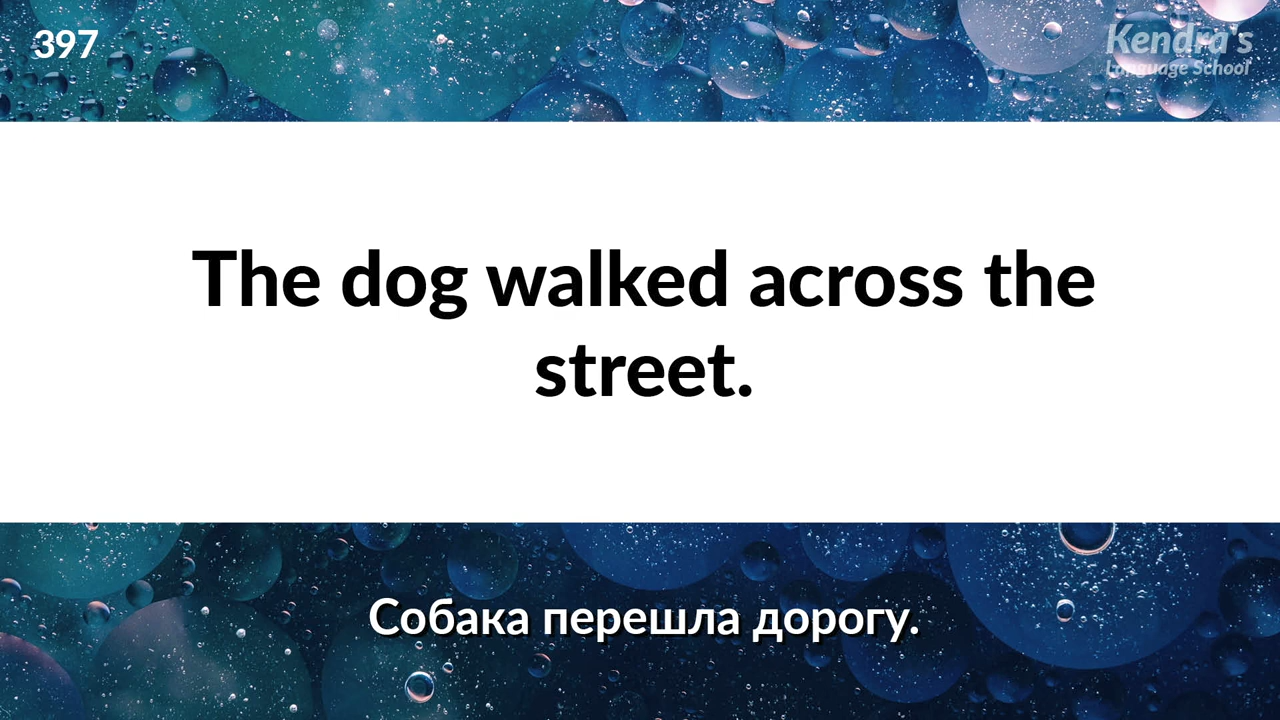 397
Kendra's
Language School
The dog walked across the
street.
Собака перешла дорогу.